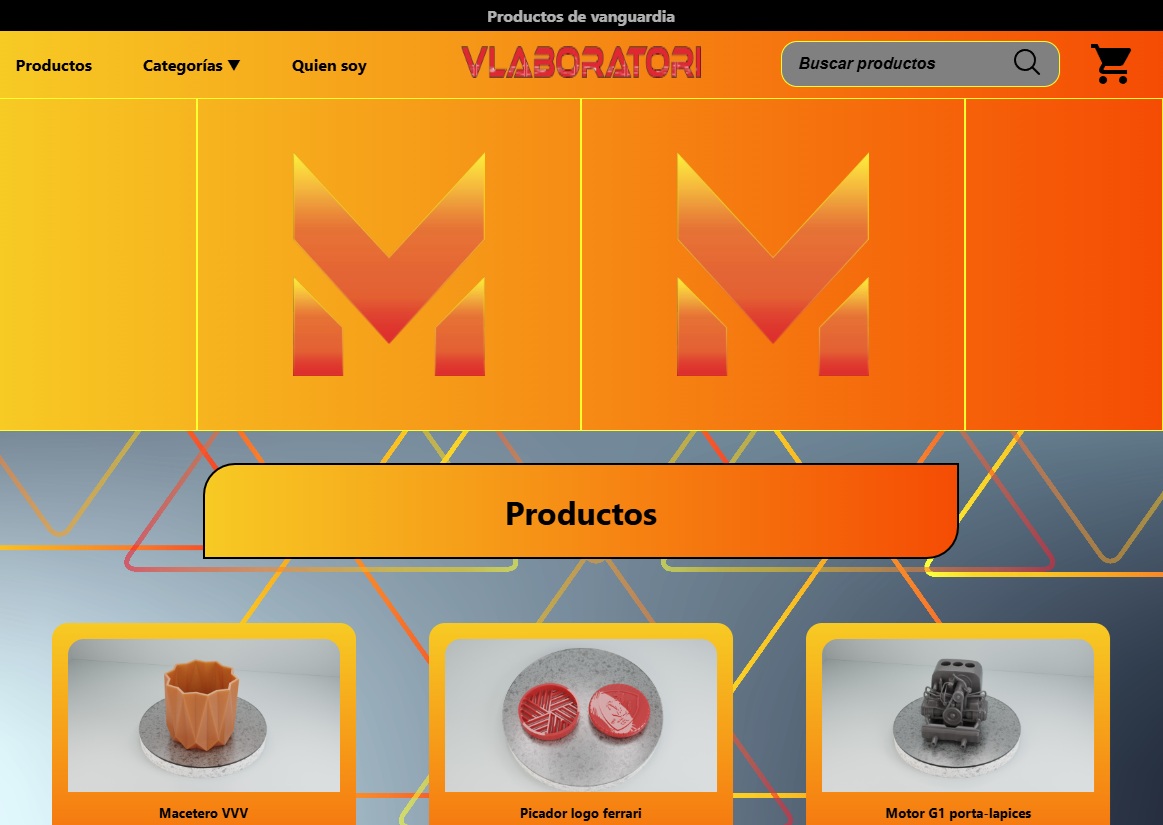 Productos de vanguardia
Productos
Categorías ▼
Quien soy
VLABORATORI
Buscar productos
Productos
Macetero VVV
Picador logo ferrari
Motor G1 porta-lapices